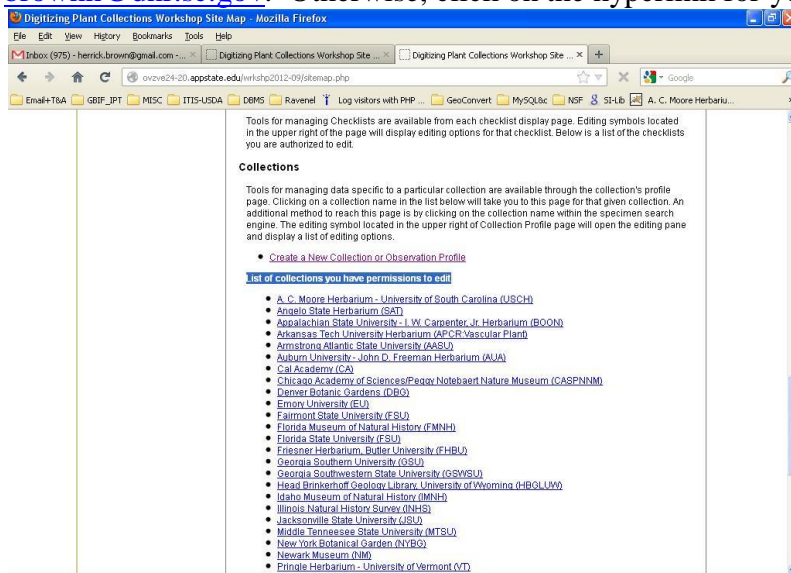 brownh@dnr.sc.gov. Otherwise, click on the hyperlink for yo
Digitizing Plant Collections Workshop Site Map - Mozilla Firefox
File Edit View History Bookmarks Tools Help
Inbox (975) - herrick.brown@gmail.com -... × Digitizing Plant Collections Workshop Site ... × Digitizing Plant Collections Workshop Site ... × +
ovzve24-20.appstate.edu/wrkshp2012-09/sitemap.php Google
Email+T&A GBIF_IPT MISC ITIS-USDA DBMS Ravenel Log visitors with PHP ... GeoConvert MySQL&c NSF SI-Lib A. C. Moore Herbariu...
Tools for managing Checklists are available from each checklist display page. Editing symbols located
in the upper right of the page will display editing options for that checklist. Below is a list of the checklists
you are authorized to edit.
Collections
Tools for managing data specific to a particular collection are available through the collection's profile
page. Clicking on a collection name in the list below will take you to this page for that given collection. An
additional method to reach this page is by clicking on the collection name within the specimen search
engine. The editing symbol located in the upper right of Collection Profile page will open the editing pane
and display a list of editing options.
• Create a New Collection or Observation Profile
List of collections you have permissions to edit
• A. C. Moore Herbarium - University of South Carolina (USCH)
• Angelo State Herbarium (SAT)
• Appalachian State University - I. W. Carpenter, Jr. Herbarium (BOON)
• Arkansas Tech University Herbarium (APCR:Vascular Plant)
• Armstrong Atlantic State University (AASU)
• Auburn University - John D. Freeman Herbarium (AUA)
• Cal Academy (CA)
• Chicago Academy of Sciences/Peggy Notebaert Nature Museum (CASPNNM)
• Denver Botanic Gardens (DBG)
• Emory University (EU)
• Fairmont State University (FSU)
• Florida Museum of Natural History (FMNH)
• Florida State University (FSU)
• Friesner Herbarium, Butler University (FHBU)
• Georgia Southern University (GSU)
• Georgia Southwestern State University (GSWSU)
• Head Brinkerhoff Geology Library, University of Wyoming (HBGLUW)
• Idaho Museum of Natural History (IMNH)
• Illinois Natural History Survey (INHS)
• Jacksonville State University (JSU)
• Middle Tenneesee State University (MTSU)
• New York Botanical Garden (NYBG)
• Newark Museum (NM)
• Pringle Herbarium - University of Vermont (VT)